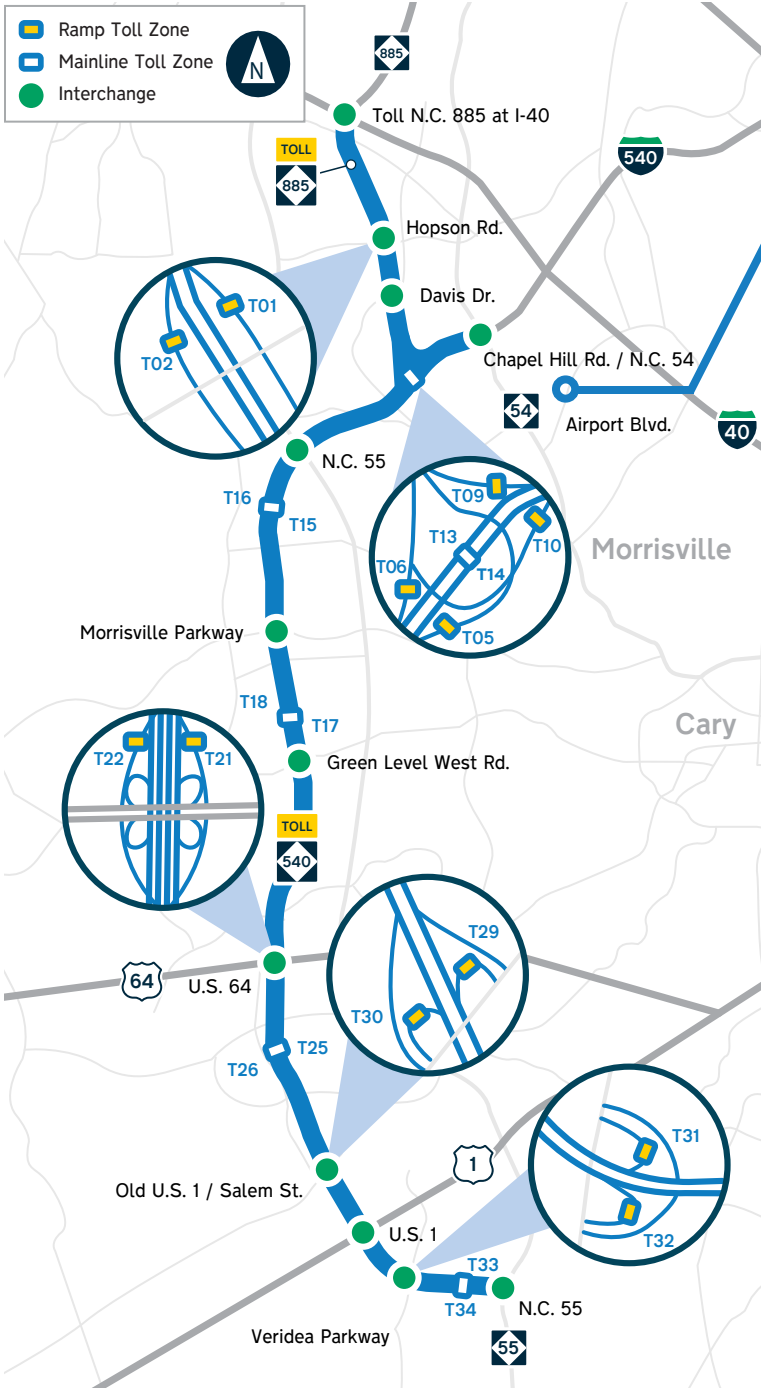 Ramp Toll Zone
Mainline Toll Zone
Interchange
N
885
Toll N.C. 885 at I-40
TOLL
885
540
Hopson Rd.
T01
T02
Davis Dr.
Chapel Hill Rd. / N.C. 54
54
Airport Blvd.
40
N.C. 55
T16
T15
T09
T10
T13
T14
T06
T05
Morrisville
Morrisville Parkway
T18
T17
Cary
T22
T21
Green Level West Rd.
TOLL
540
64
U.S. 64
T29
T30
T25
T26
Old U.S. 1 / Salem St.
1
T31
T32
U.S. 1
T33
T34
N.C. 55
Veridea Parkway
55